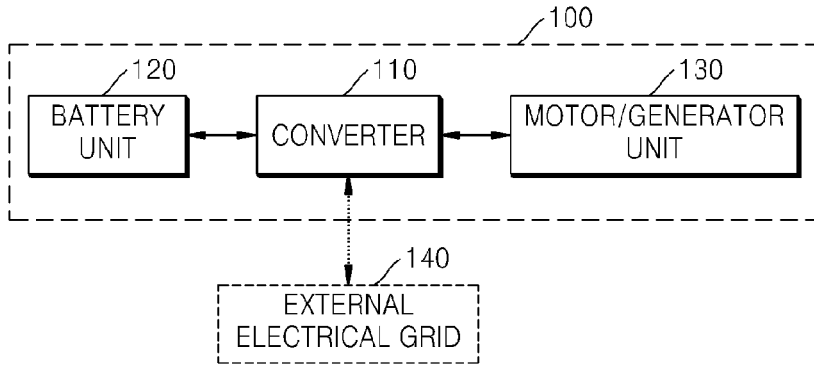 100
120
110
130
BATTERY
UNIT
CONVERTER
MOTOR/GENERATOR
UNIT
140
EXTERNAL
ELECTRICAL GRID